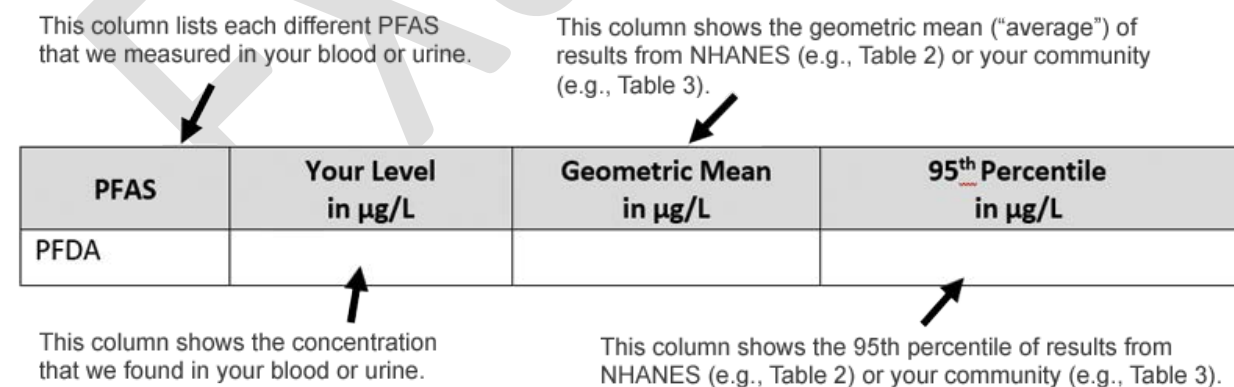 This column lists each different PFAS
that we measured in your blood or urine.
This column shows the geometric mean (“average”) of
results from NHANES (e.g., Table 2) or your community
(e.g., Table 3).
PFAS
Your Level
in µg/L
Geometric Mean
in µg/L
95th Percentile
in µg/L
PFDA
This column shows the concentration
that we found in your blood or urine.
This column shows the 95th percentile of results from
NHANES (e.g., Table 2) or your community (e.g., Table 3).